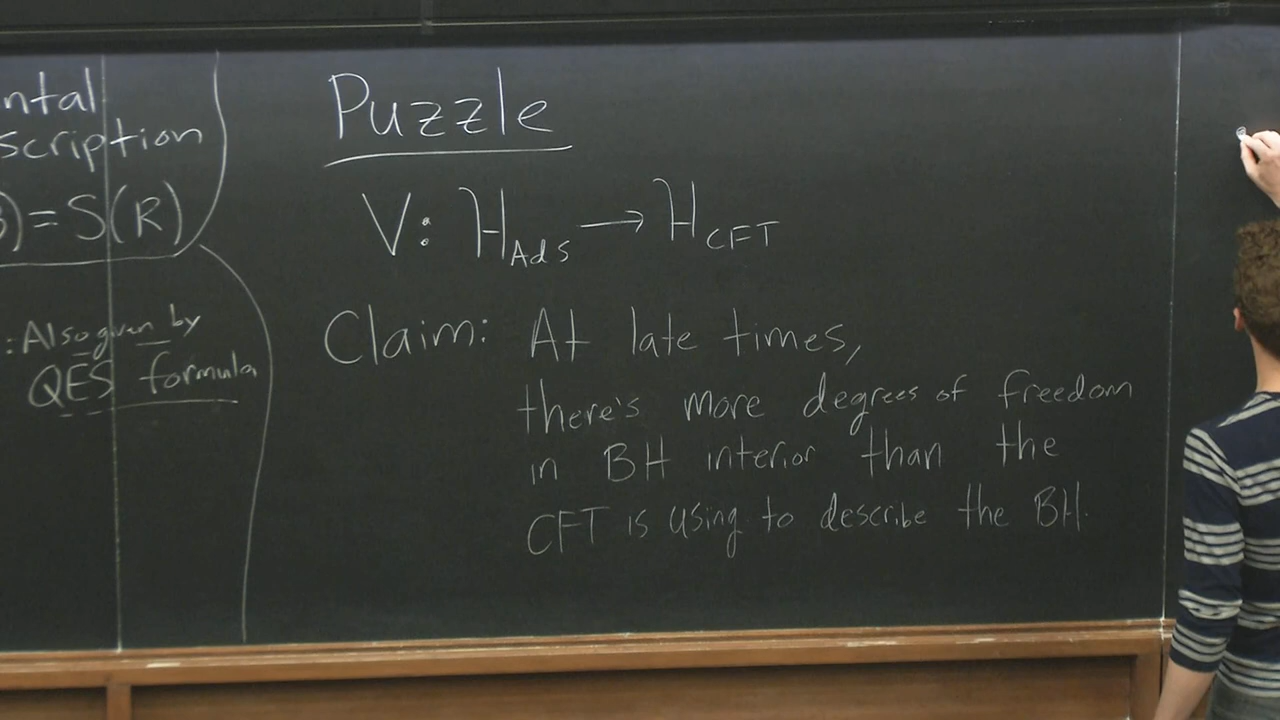 ntal
scription
)=S(R)
: Also given by
QES formula
Puzzle
V: H_AdS → H_CFT
Claim: At late times,
there's more degrees of freedom
in BH interior than the
CFT is using to describe the BH.